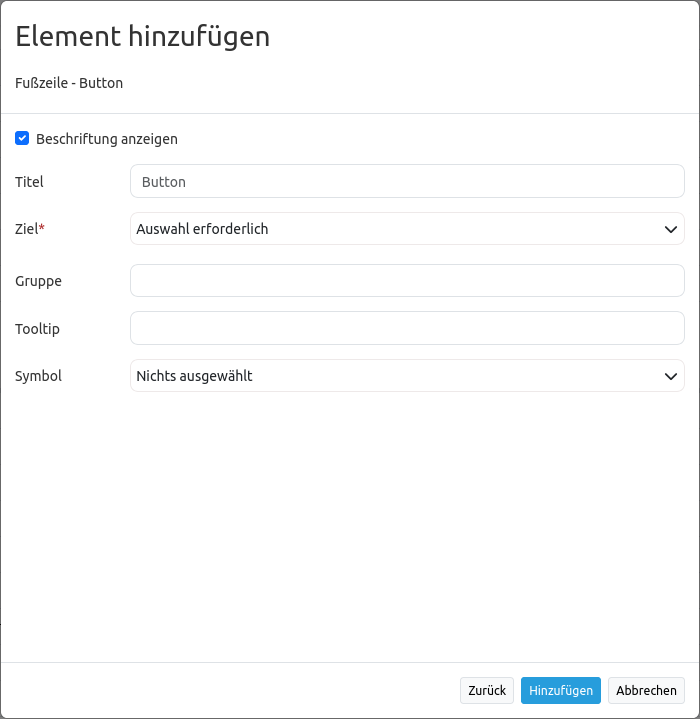 Element hinzufügen
Fußzeile - Button
Beschriftung anzeigen
Titel Button
Ziel* Auswahl erforderlich
Gruppe
Tooltip
Symbol Nichts ausgewählt
Zurück Hinzufügen Abbrechen